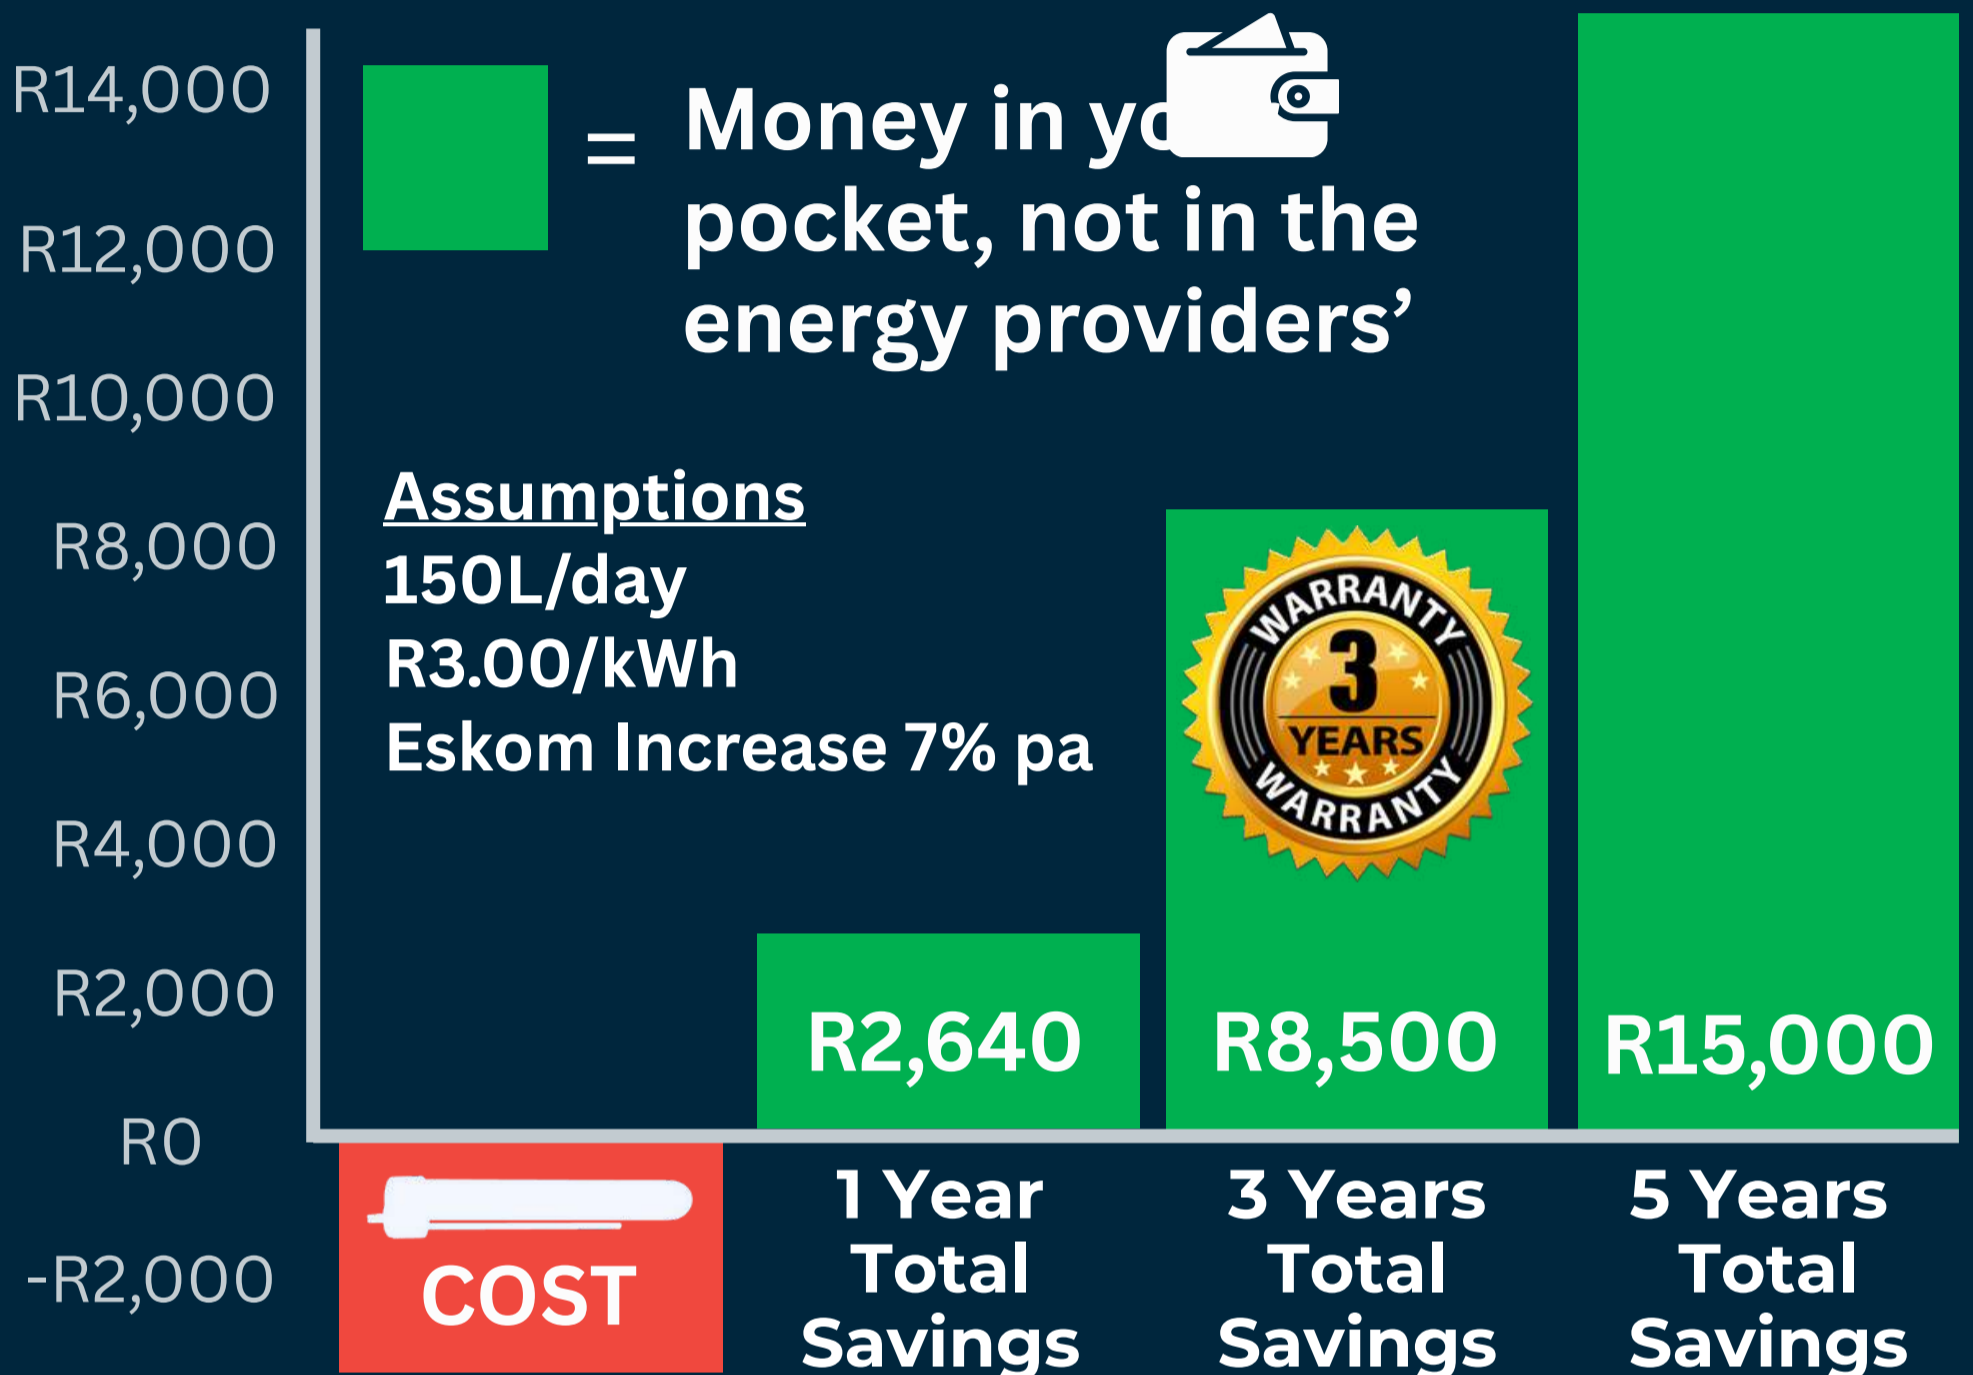 R14,000
R12,000
R10,000
R8,000
R6,000
R4,000
R2,000
R0
-R2,000
= Money in
pocket, not in the
energy providers’
Assumptions
150L/day
R3.00/kWh
Eskom Increase 7% pa
WARRANTY
3
YEARS
WARRANTY
R2,640
R8,500
R15,000
COST
1 Year
Total
Savings
3 Years
Total
Savings
5 Years
Total
Savings